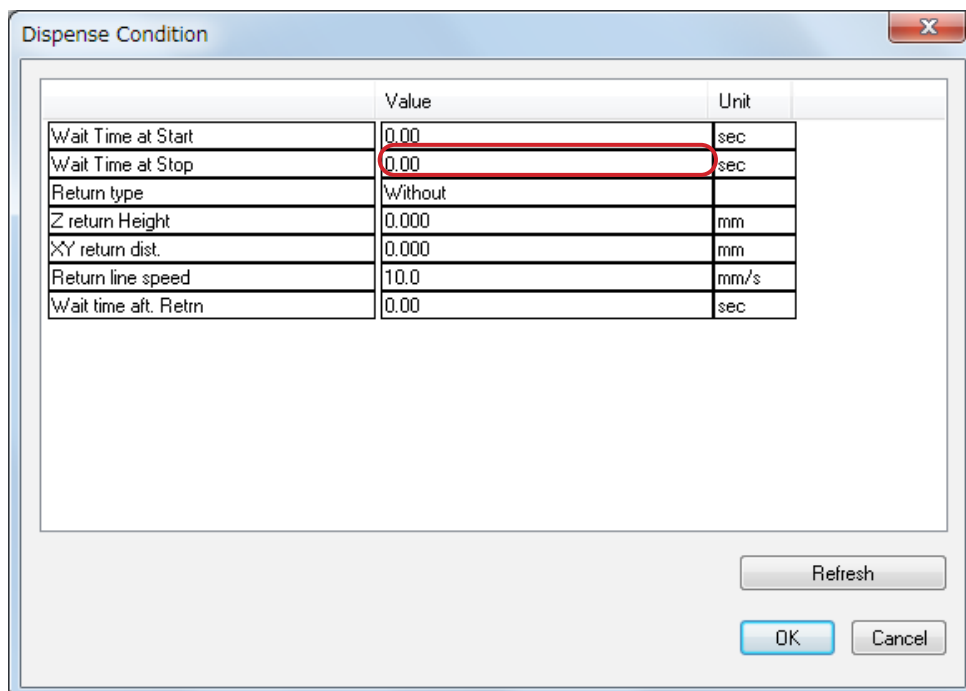 Dispense Condition
X
Value Unit
Wait Time at Start 0.00 sec
Wait Time at Stop 0.00 sec
Return type Without
Z return Height 0.000 mm
XY return dist. 0.000 mm
Return line speed 10.0 mm/s
Wait time aft. Retrn 0.00 sec
Refresh
OK Cancel